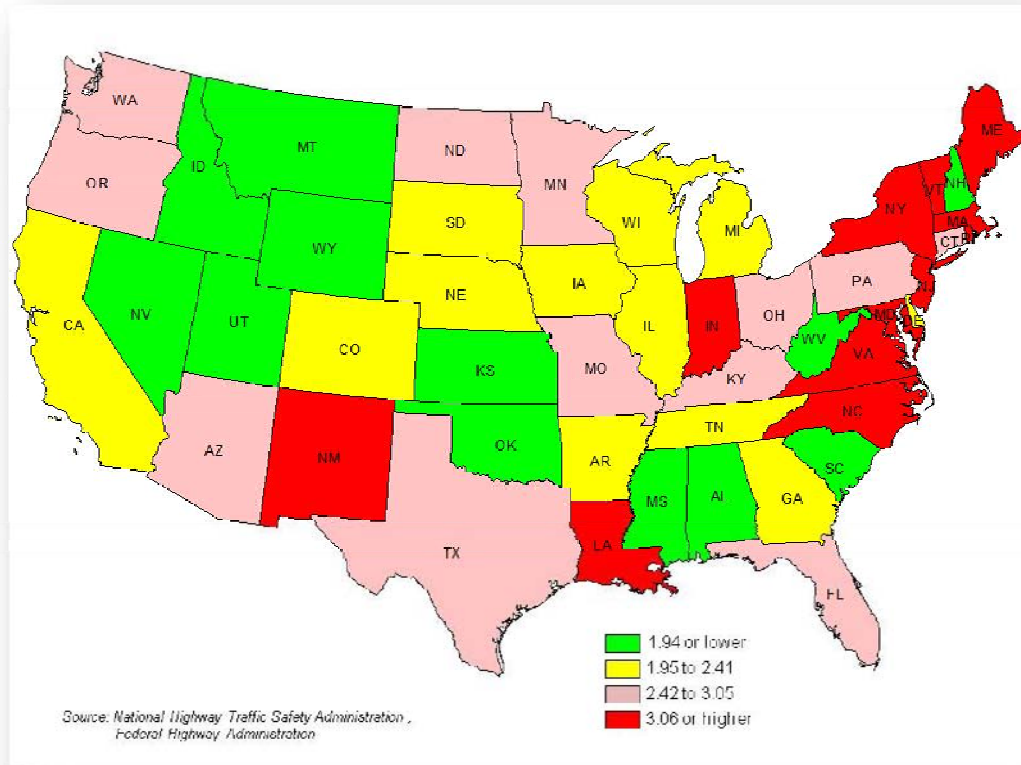 WA
ME
MT
ND
ID
MN
OR
VT
NH
NY
SD
WI
MA
MI
WY
CT
RI
PA
IA
NE
NJ
NV
OH
MD
DE
UT
CA
IL
IN
WV
CO
VA
KS
MO
KY
NC
TN
OK
AZ
NM
AR
SC
MS
Al
GA
LA
TX
FL
1.94 or lower
1.95 to 2.41
2.42 to 3.05
3.06 or higher
Source: National Highway Traffic Safety Administration ,
Federal Highway Administration